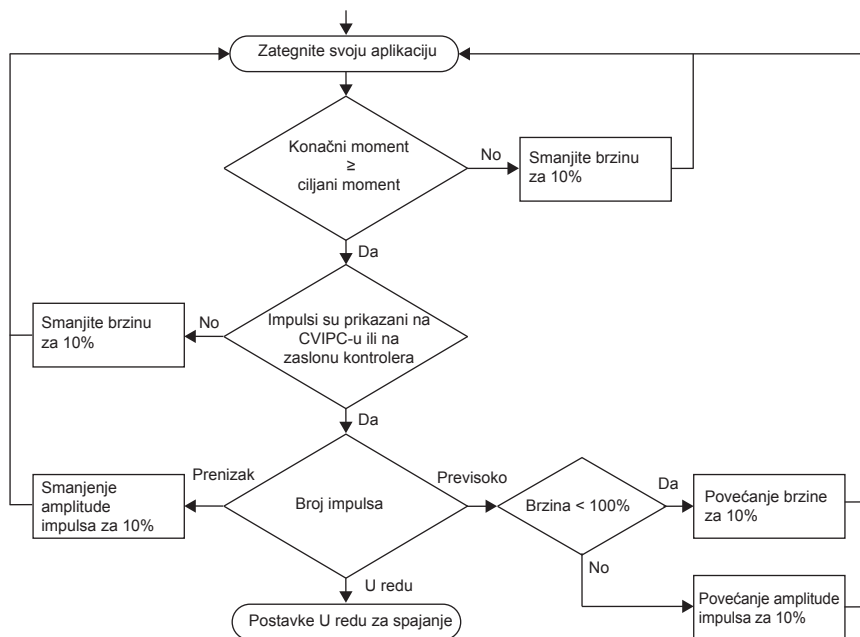 Zategnite svoju aplikaciju
Konačni moment
≥
ciljani moment
No
Smanjite brzinu
za 10%
Da
Smanjite brzinu
za 10%
No
Impulsi su prikazani na
CVIPC-u ili na
zaslonu kontrolera
Da
Smanjenje
amplitude
impulsa za 10%
Prenizak
Broj impulsa
Previsoko
Brzina < 100%
Da
Povećanje brzine
za 10%
No
Povećanje amplitude
impulsa za 10%
U redu
Postavke U redu za spajanje